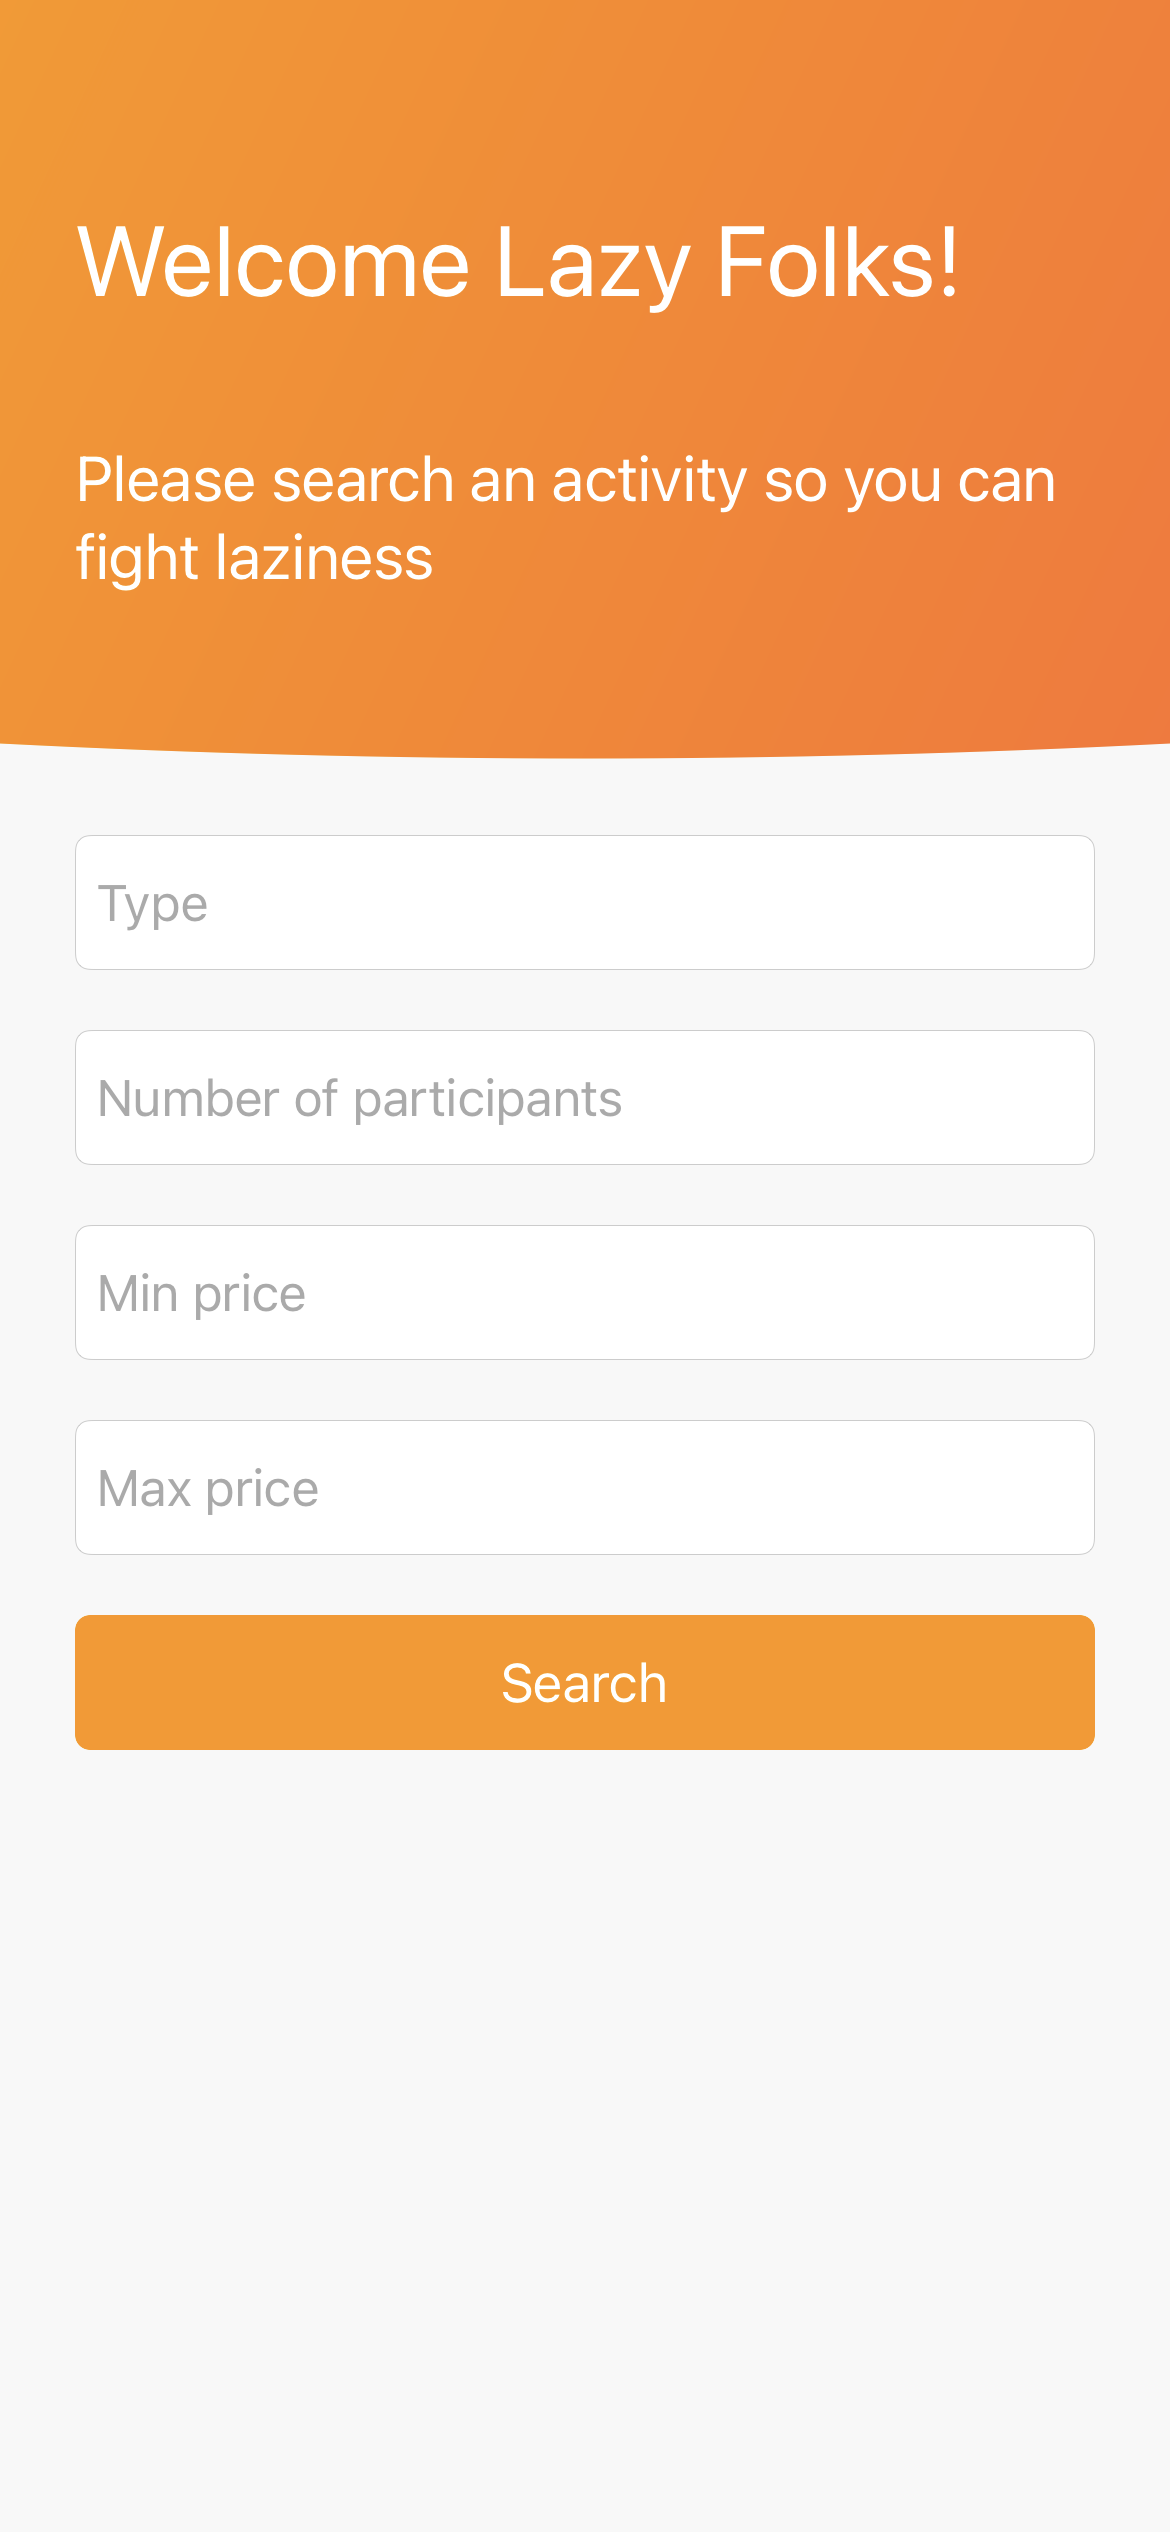 Welcome Lazy Folks!
Please search an activity so you can
fight laziness
Type
Number of participants
Min price
Max price
Search